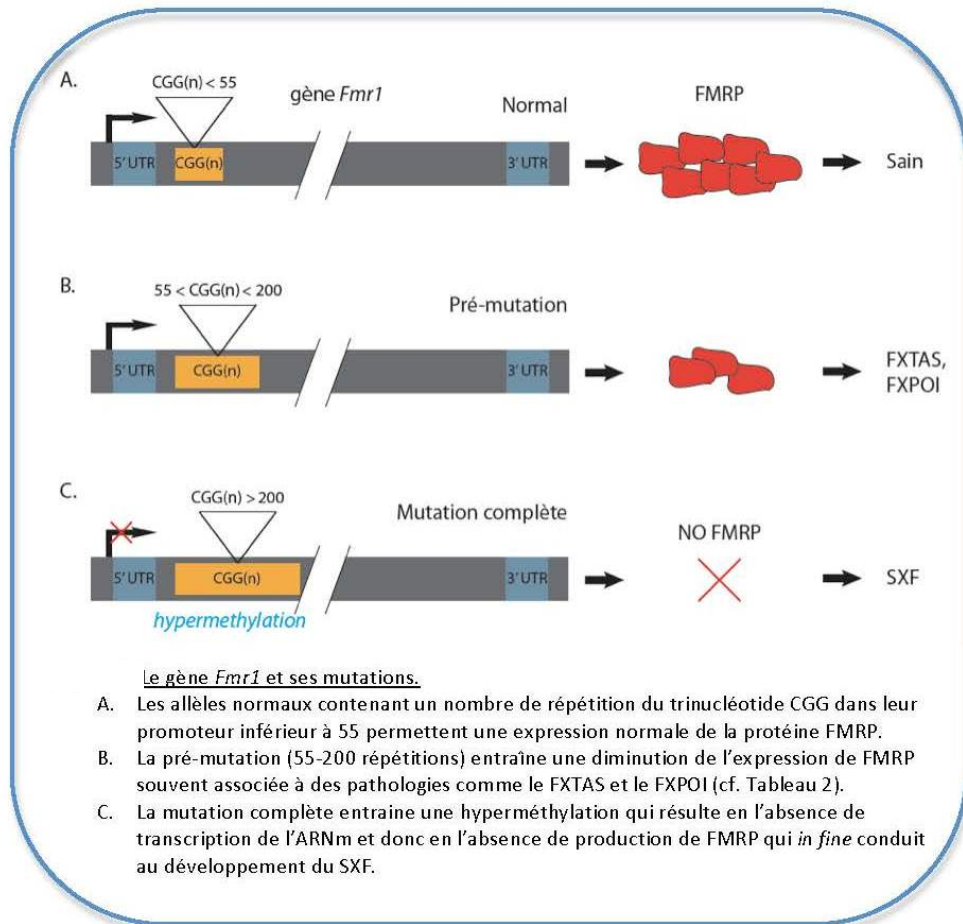 A.
CGG(n) < 55
gène Fmr1
Normal
FMRP
5' UTR
CGG(n)
3' UTR
Sain
B.
55 < CGG(n) < 200
Pré-mutation
5' UTR
CGG(n)
3' UTR
FXTAS,
FXPOI
C.
CGG(n) > 200
Mutation complète
NO FMRP
5' UTR
CGG(n)
3' UTR
SXF
hypermethylation
Le gène Fmr1 et ses mutations.
A. Les allèles normaux contenant un nombre de répétition du trinucléotide CGG dans leur
promoteur inférieur à 55 permettent une expression normale de la protéine FMRP.
B. La pré-mutation (55-200 répétitions) entraîne une diminution de l'expression de FMRP
souvent associée à des pathologies comme le FXTAS et le FXPOI (cf. Tableau 2).
C. La mutation complète entraine une hyperméthylation qui résulte en l'absence de
transcription de l'ARNm et donc en l'absence de production de FMRP qui in fine conduit
au développement du SXF.